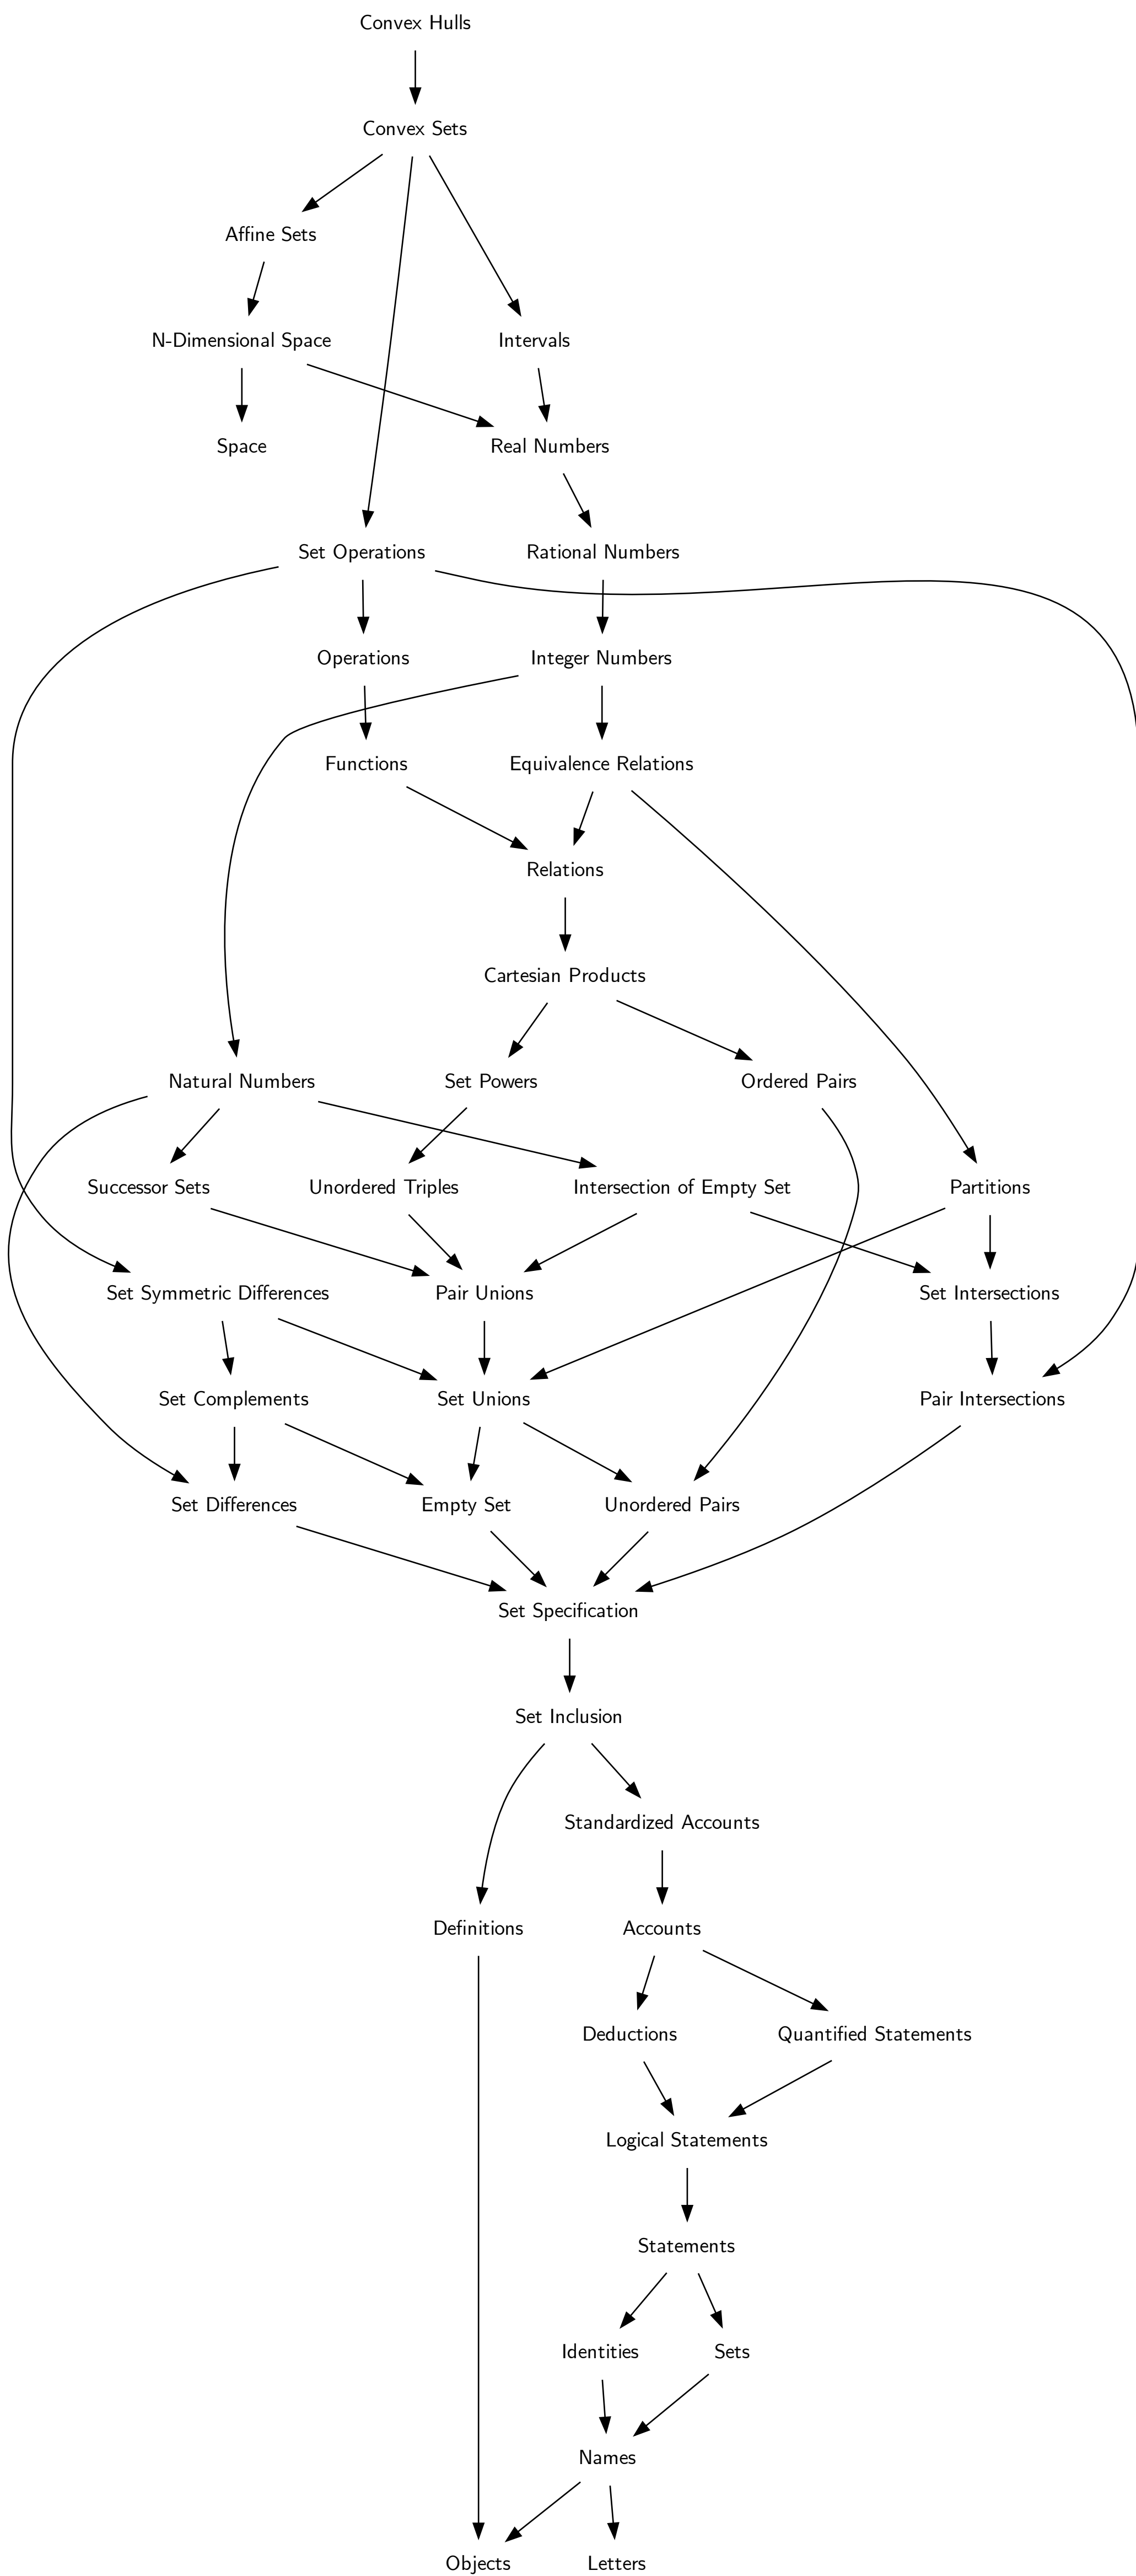 Convex Hulls
Convex Sets
Affine Sets
N-Dimensional Space
Intervals
Space
Real Numbers
Set Operations
Rational Numbers
Operations
Integer Numbers
Functions
Equivalence Relations
Relations
Cartesian Products
Natural Numbers
Set Powers
Ordered Pairs
Successor Sets
Unordered Triples
Intersection of Empty Set
Partitions
Set Symmetric Differences
Pair Unions
Set Intersections
Set Complements
Set Unions
Pair Intersections
Set Differences
Empty Set
Unordered Pairs
Set Specification
Set Inclusion
Standardized Accounts
Definitions
Accounts
Deductions
Quantified Statements
Logical Statements
Statements
Identities
Sets
Names
Objects
Letters